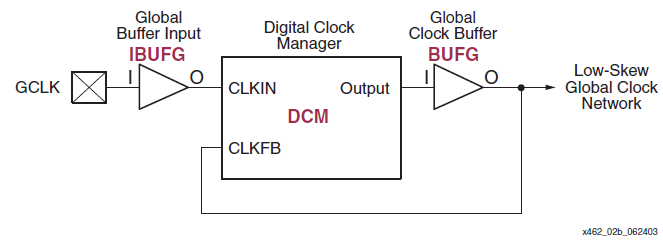 Global
Buffer Input
IBUFG
Digital Clock
Manager
Global
Clock Buffer
BUFG
GCLK
I
O
CLKIN
Output
I
O
Low-Skew
Global Clock
Network
DCM
CLKFB
x462_02b_062403